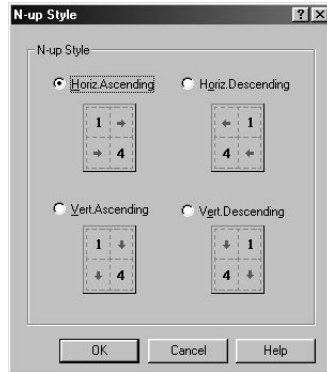 N-up Style
N-up Style
Horiz.Ascending Horiz.Descending
1 1
4 4
Vert.Ascending Vert.Descending
1 1
4 4
OK Cancel Help